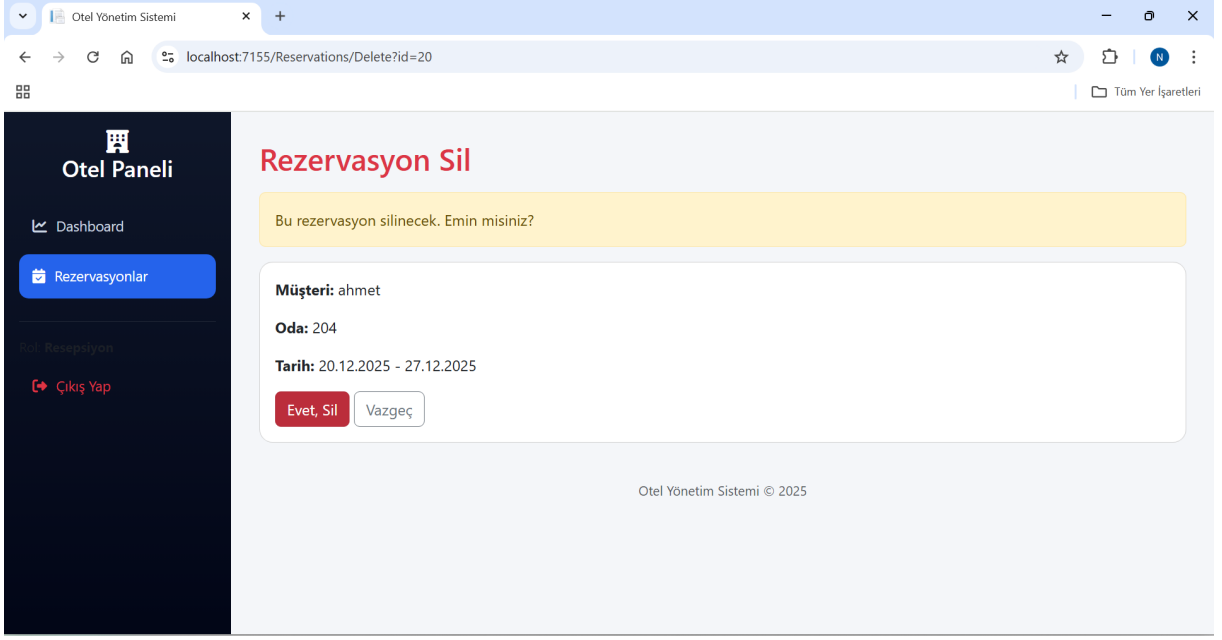 Otel Yönetim Sistemi
localhost:7155/Reservations/Delete?id=20
N
Tüm Yer İşaretleri
Otel Paneli
Dashboard
Rezervasyonlar
Rol: Resepsiyon
Çıkış Yap
Rezervasyon Sil
Bu rezervasyon silinecek. Emin misiniz?
Müşteri: ahmet
Oda: 204
Tarih: 20.12.2025 - 27.12.2025
Evet, Sil Vazgeç
Otel Yönetim Sistemi © 2025